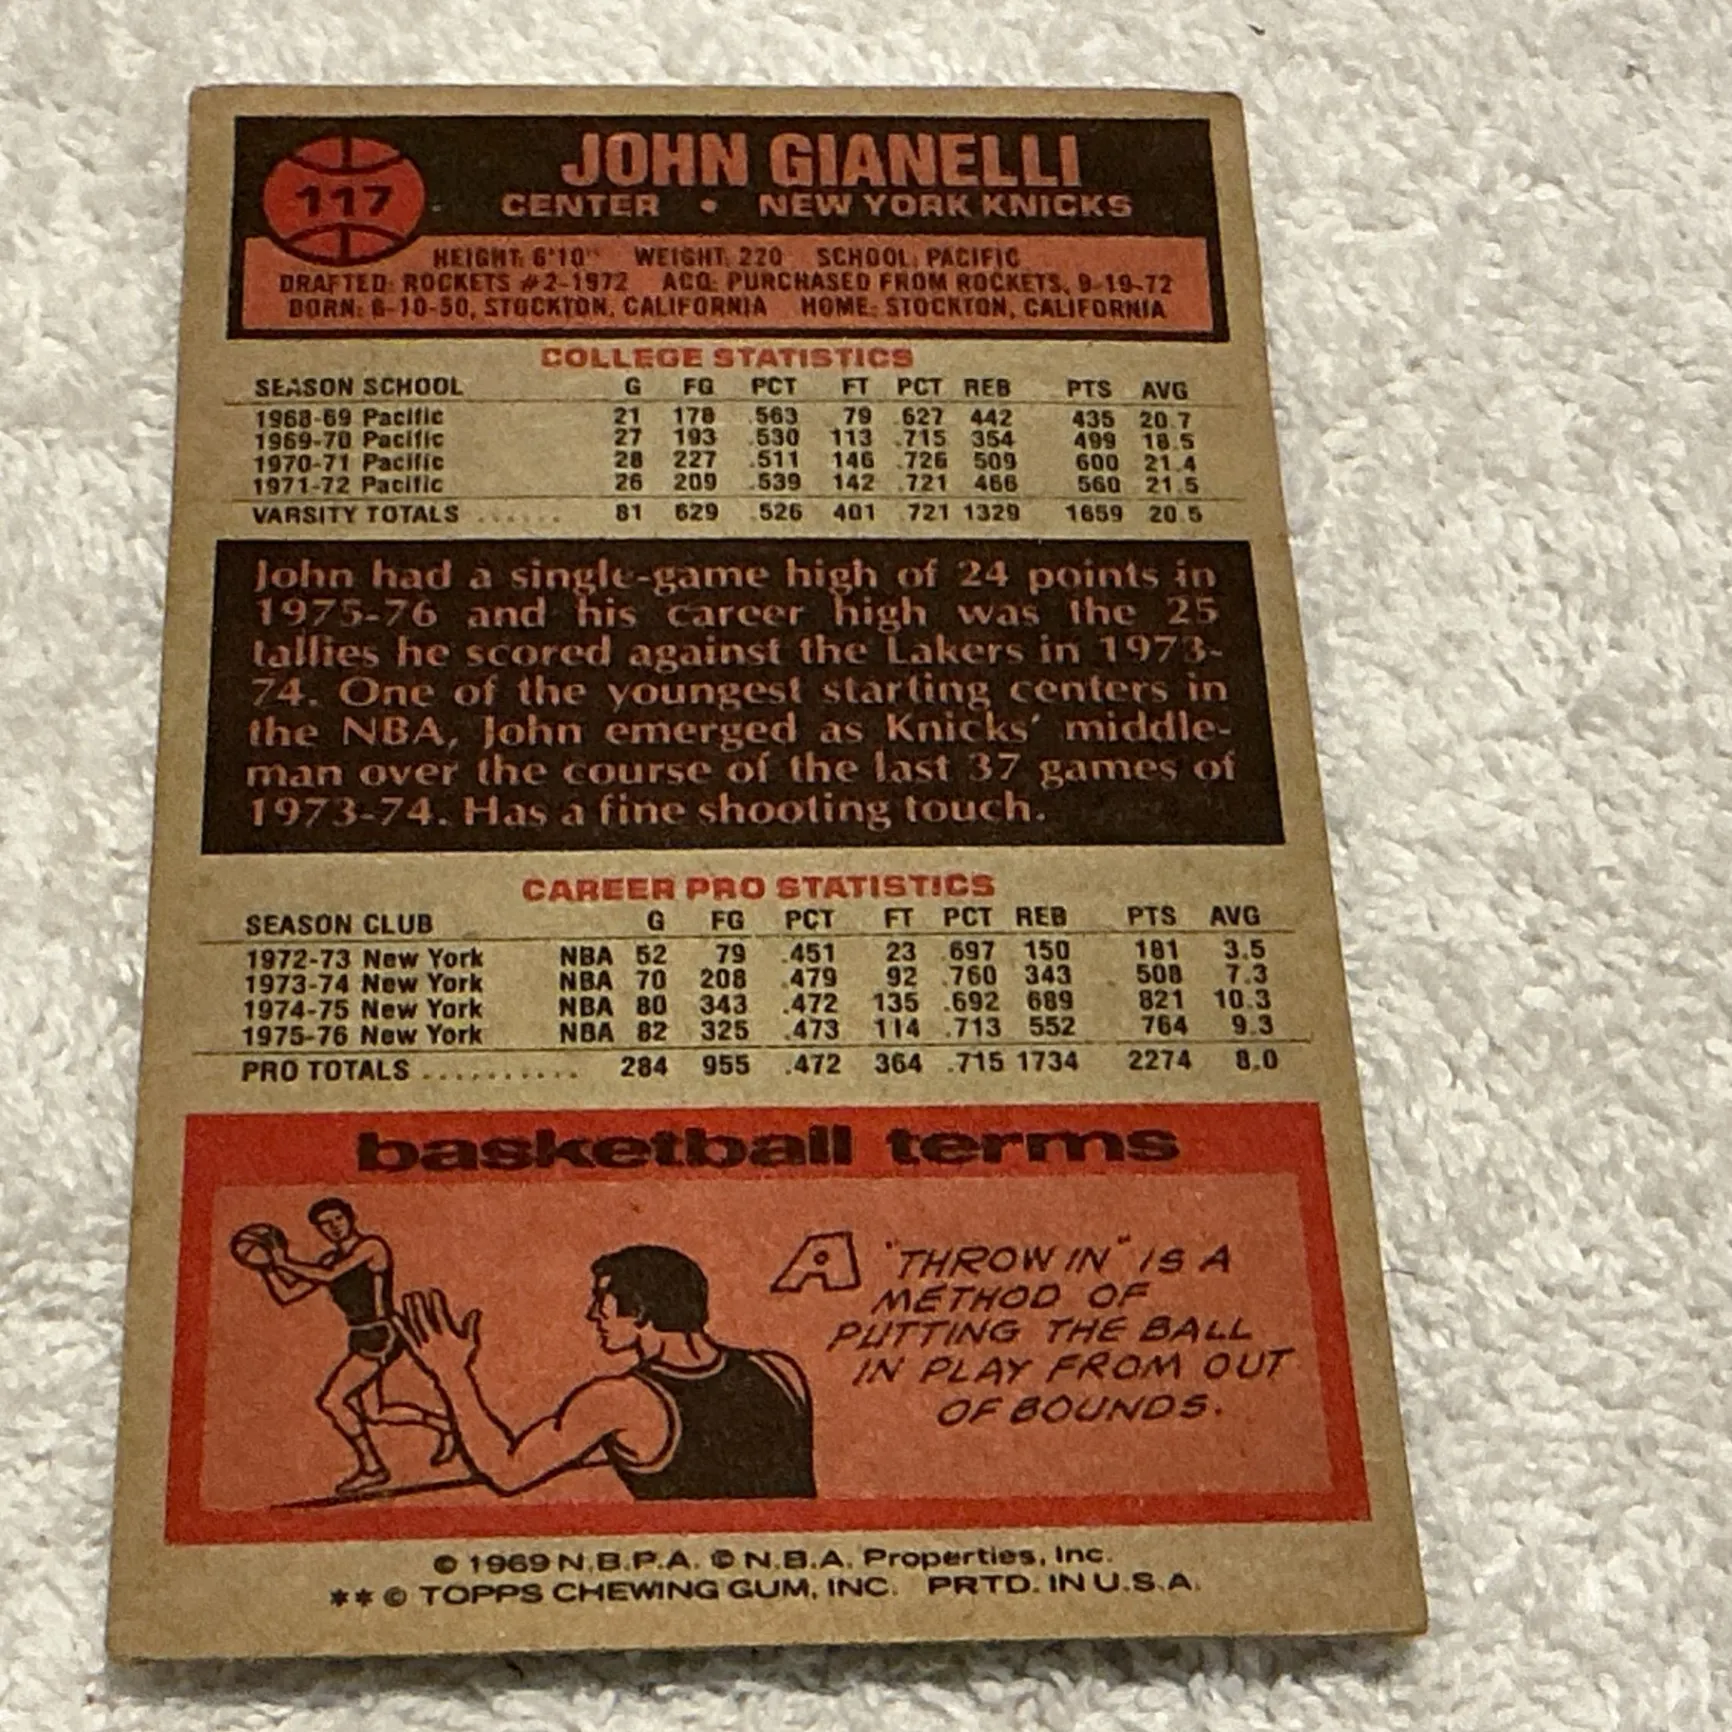 117
JOHN GIANELLI
CENTER • NEW YORK KNICKS
HEIGHT: 6'10" WEIGHT: 220 SCHOOL: PACIFIC
DRAFTED: ROCKETS #2-1972 ACQ: PURCHASED FROM ROCKETS, 9-19-72
BORN: 6-10-50, STOCKTON, CALIFORNIA HOME: STOCKTON, CALIFORNIA
COLLEGE STATISTICS
SEASON SCHOOL G FG PCT FT PCT REB PTS AVG
1968-69 Pacific 21 178 .563 79 .627 442 435 20.7
1969-70 Pacific 27 193 .530 113 .715 354 499 18.5
1970-71 Pacific 28 227 .511 146 .726 509 600 21.4
1971-72 Pacific 26 209 .539 142 .721 466 560 21.5
VARSITY TOTALS ...... 81 629 .526 401 .721 1329 1659 20.5
John had a single-game high of 24 points in
1975-76 and his career high was the 25
tallies he scored against the Lakers in 1973-
74. One of the youngest starting centers in
the NBA, John emerged as Knicks' middle-
man over the course of the last 37 games of
1973-74. Has a fine shooting touch.
CAREER PRO STATISTICS
SEASON CLUB G FG PCT FT PCT REB PTS AVG
1972-73 New York NBA 52 79 .451 23 .697 150 181 3.5
1973-74 New York NBA 70 208 .479 92 .760 343 508 7.3
1974-75 New York NBA 80 343 .472 135 .692 689 821 10.3
1975-76 New York NBA 82 325 .473 114 .713 552 764 9.3
PRO TOTALS .......... 284 955 .472 364 .715 1734 2274 8.0
basketball terms
A "THROW IN" IS A
METHOD OF
PUTTING THE BALL
IN PLAY FROM OUT
OF BOUNDS.
© 1969 N.B.P.A. © N.B.A. Properties, Inc.
** © TOPPS CHEWING GUM, INC. PRTD. IN U.S.A.